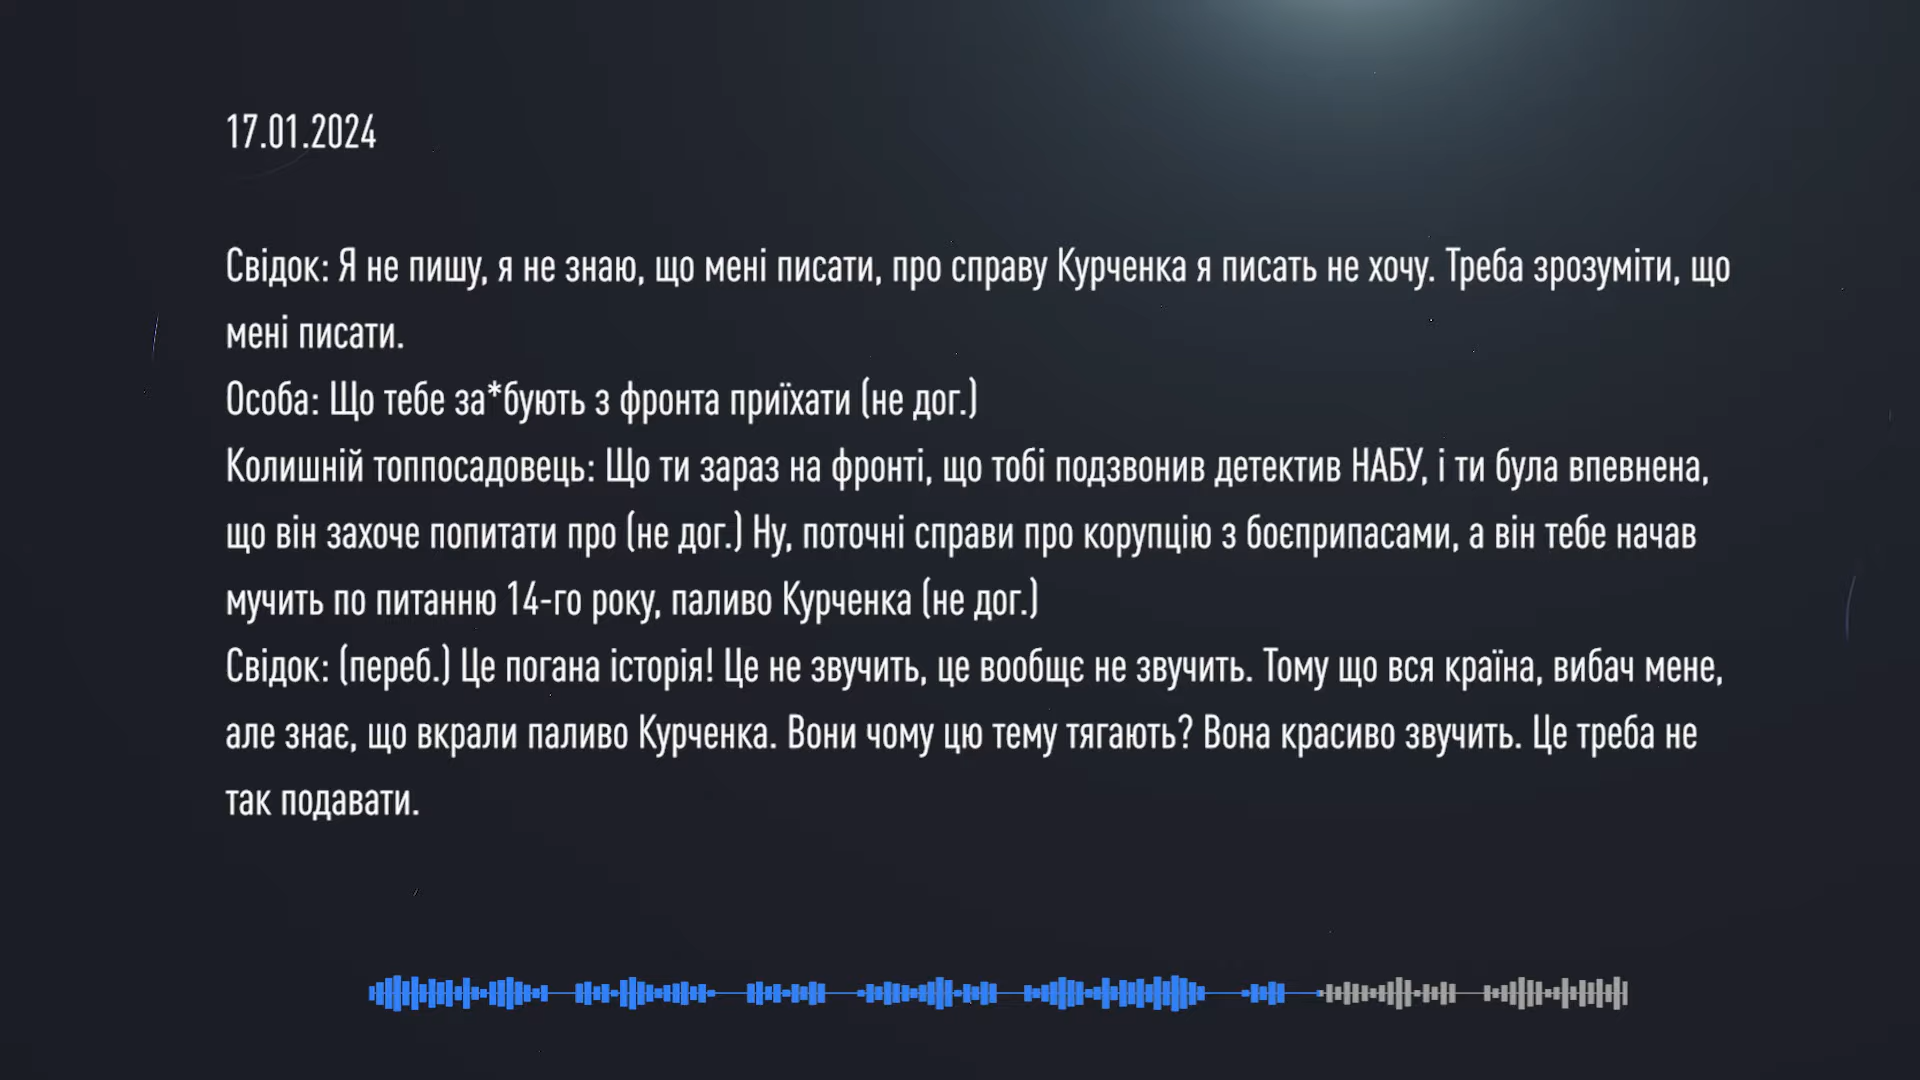 17.01.2024
Свідок: Я не пишу, я не знаю, що мені писати, про справу Курченка я писать не хочу. Треба зрозуміти, що
мені писати.
Особа: Що тебе за*бують з фронта приїхати (не дог.)
Колишній топпосадовець: Що ти зараз на фронті, що тобі подзвонив детектив НАБУ, і ти була впевнена,
що він захоче попитати про (не дог.) Ну, поточні справи про корупцію з боєприпасами, а він тебе начав
мучить по питанню 14-го року, паливо Курченка (не дог.)
Свідок: (переб.) Це погана історія! Це не звучить, це вообщє не звучить. Тому що вся країна, вибач мене,
але знає, що вкрали паливо Курченка. Вони чому цю тему тягають? Вона красиво звучить. Це треба не
так подавати.